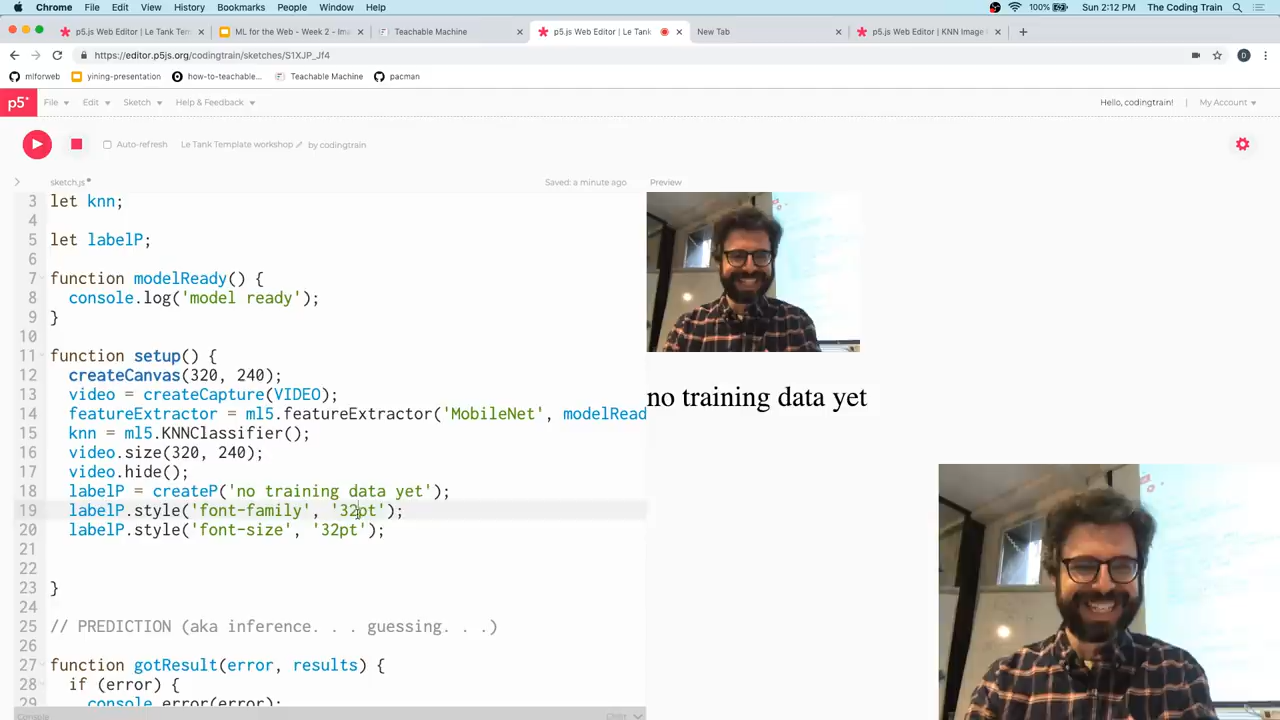 Chrome File Edit View History Bookmarks People Window Help 100% Sun 2:12 PM The Coding Train
p5.js Web Editor | Le Tank Tem × ML for the Web - Week 2 - Ima × Teachable Machine × p5.js Web Editor | Le Tank × New Tab × p5.js Web Editor | KNN Image C × +
https://editor.p5js.org/codingtrain/sketches/S1XJP_Jf4 D
mlforweb yining-presentation how-to-teachable... Teachable Machine pacman
p5* File Edit Sketch Help & Feedback Hello, codingtrain! | My Account
Auto-refresh Le Tank Template workshop by codingtrain
sketch.js Saved: a minute ago Preview
3 let knn;
4
5 let labelP;
6
7 function modelReady() {
8 console.log('model ready');
9 }
10
11 function setup() {
12 createCanvas(320, 240);
13 video = createCapture(VIDEO);
14 featureExtractor = ml5.featureExtractor('MobileNet', modelRead
15 knn = ml5.KNNClassifier();
16 video.size(320, 240);
17 video.hide();
18 labelP = createP('no training data yet');
19 labelP.style('font-family', '32pt');
20 labelP.style('font-size', '32pt');
21
22
23 }
24
25 // PREDICTION (aka inference. . . guessing. . .)
26
27 function gotResult(error, results) {
28 if (error) {
29 console.error(error);
no training data yet
Console